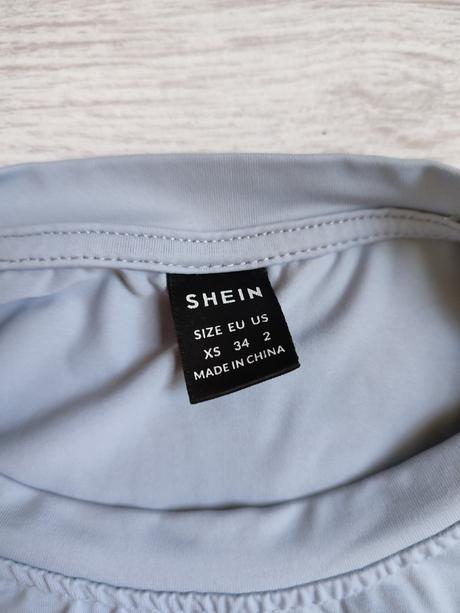 SHEIN
SIZE EU US
XS 34 2
MADE IN CHINA